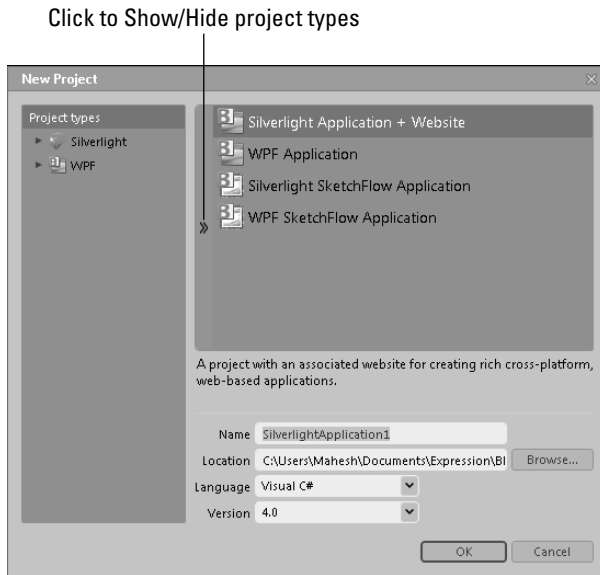 Click to Show/Hide project types
New Project
Project types
Silverlight
WPF
Silverlight Application + Website
WPF Application
Silverlight SketchFlow Application
WPF SketchFlow Application
A project with an associated website for creating rich cross-platform,
web-based applications.
Name SilverlightApplication1
Location C:\Users\Mahesh\Documents\Expression\Bl Browse...
Language Visual C#
Version 4.0
OK Cancel